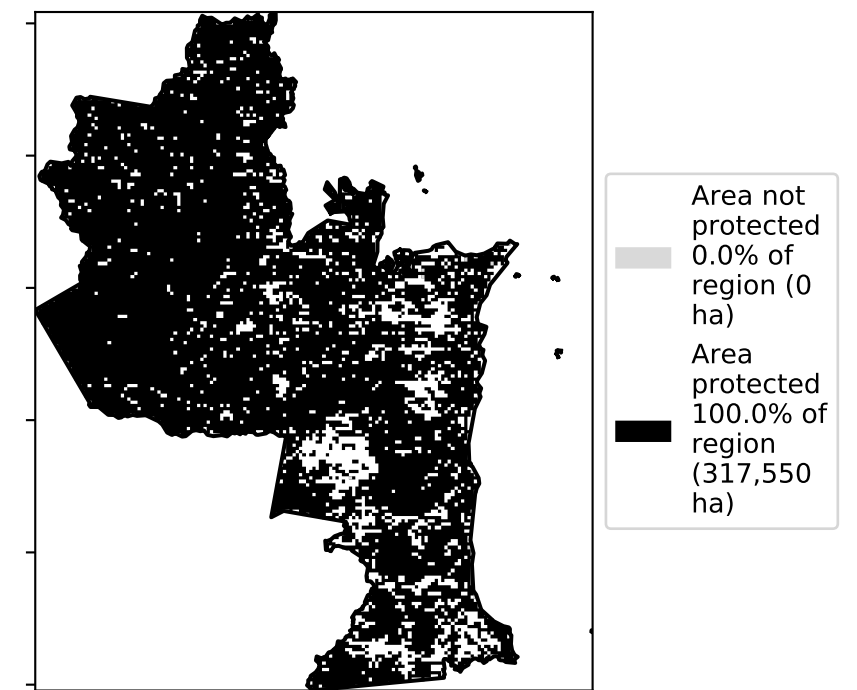 Area not
protected
0.0% of
region (0
ha)
Area
protected
100.0% of
region
(317,550
ha)